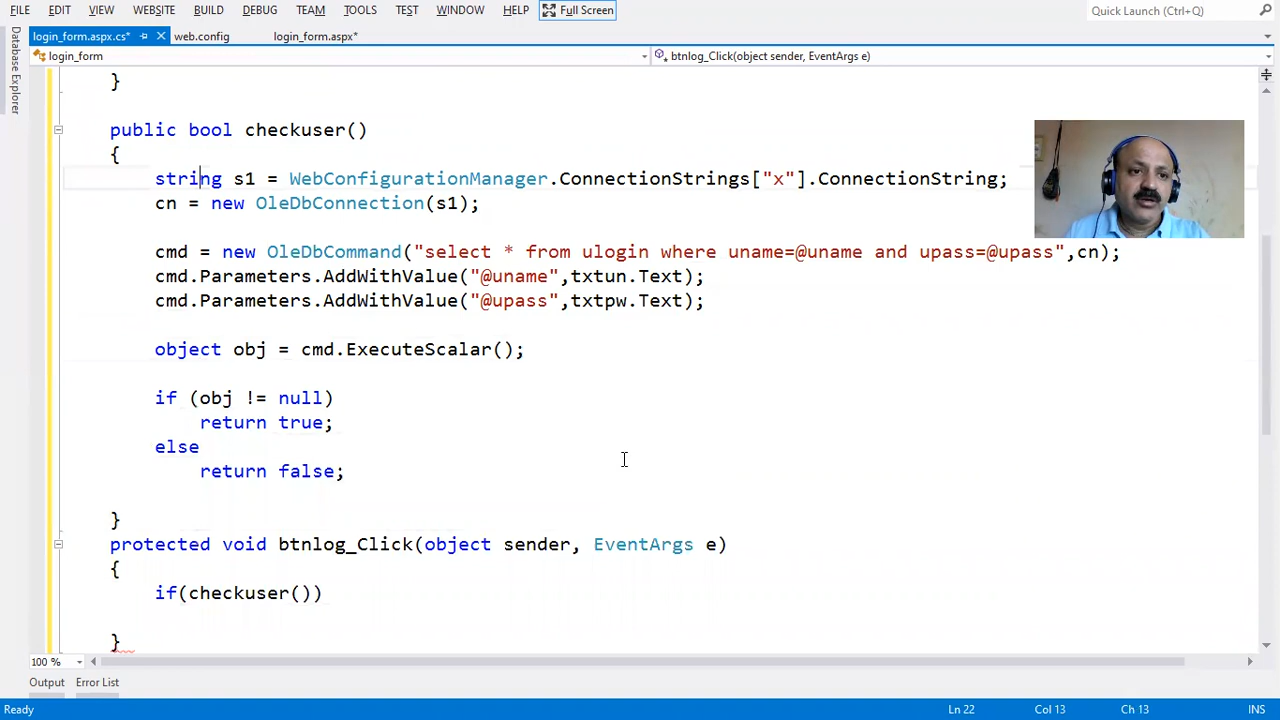 FILE EDIT WEBSITE BUILD DEBUG TEAM TOOLS TEST WINDOW HELP Full Screen Quick Launch (Ctrl+Q)
login_form.aspx.cs* web.config login_form.aspx*
Database Explorer
login_form btnlog_Click(object sender, EventArgs e)
}
public bool checkuser()
{
string s1 = WebConfigurationManager.ConnectionStrings["x"].ConnectionString;
cn = new OleDbConnection(s1);
cmd = new OleDbCommand("select * from ulogin where uname=@uname and upass=@upass",cn);
cmd.Parameters.AddWithValue("@uname",txtun.Text);
cmd.Parameters.AddWithValue("@upass",txtpw.Text);
object obj = cmd.ExecuteScalar();
if (obj != null)
return true;
else
return false;
}
protected void btnlog_Click(object sender, EventArgs e)
{
if(checkuser())
}
100 %
Output Error List
Ready Ln 22 Col 13 Ch 13 INS